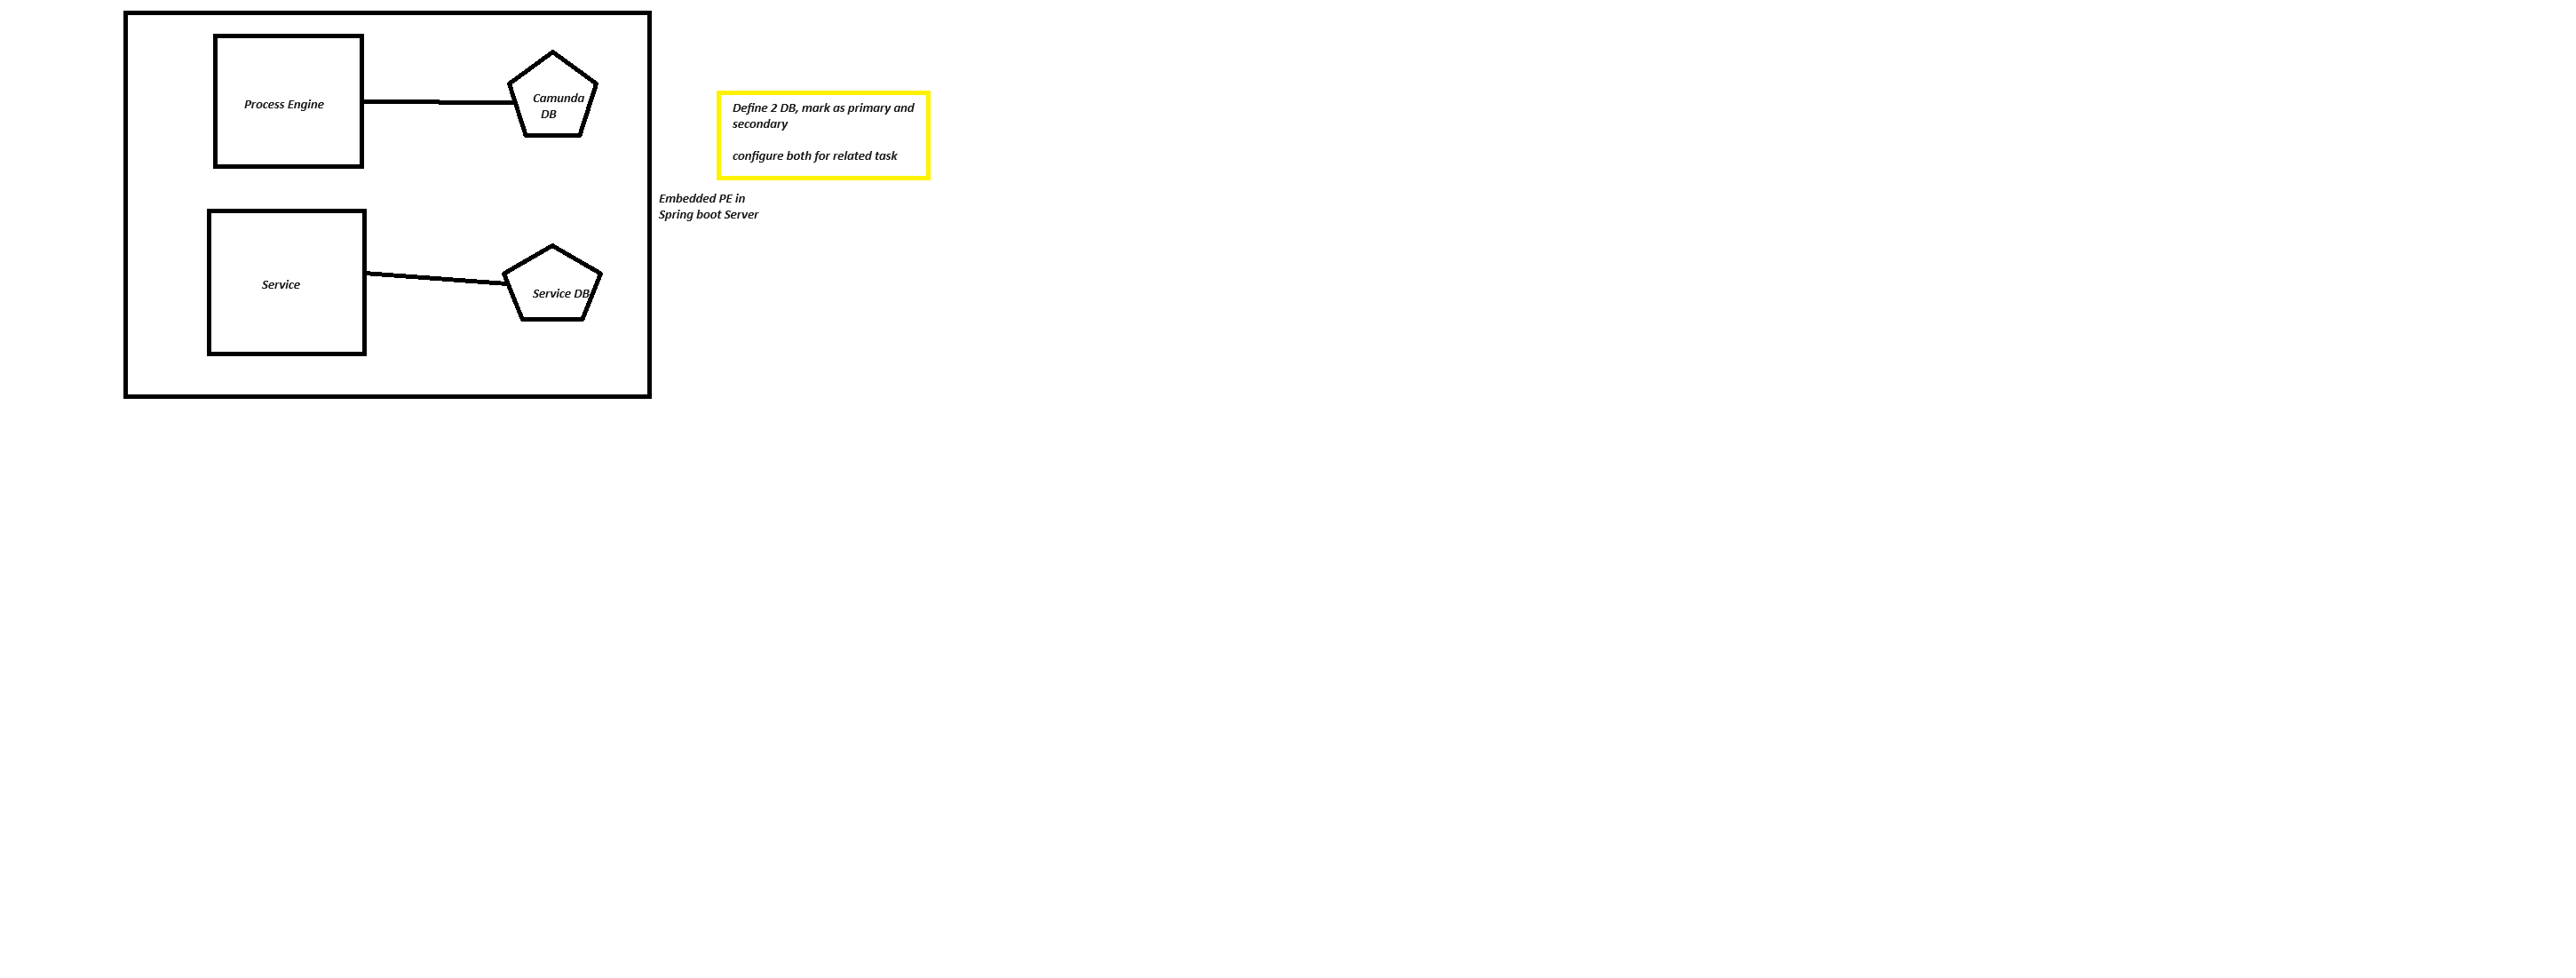 Process Engine
Camunda
DB
Define 2 DB, mark as primary and
secondary
configure both for related task
Embedded PE in
Spring boot Server
Service
Service DB